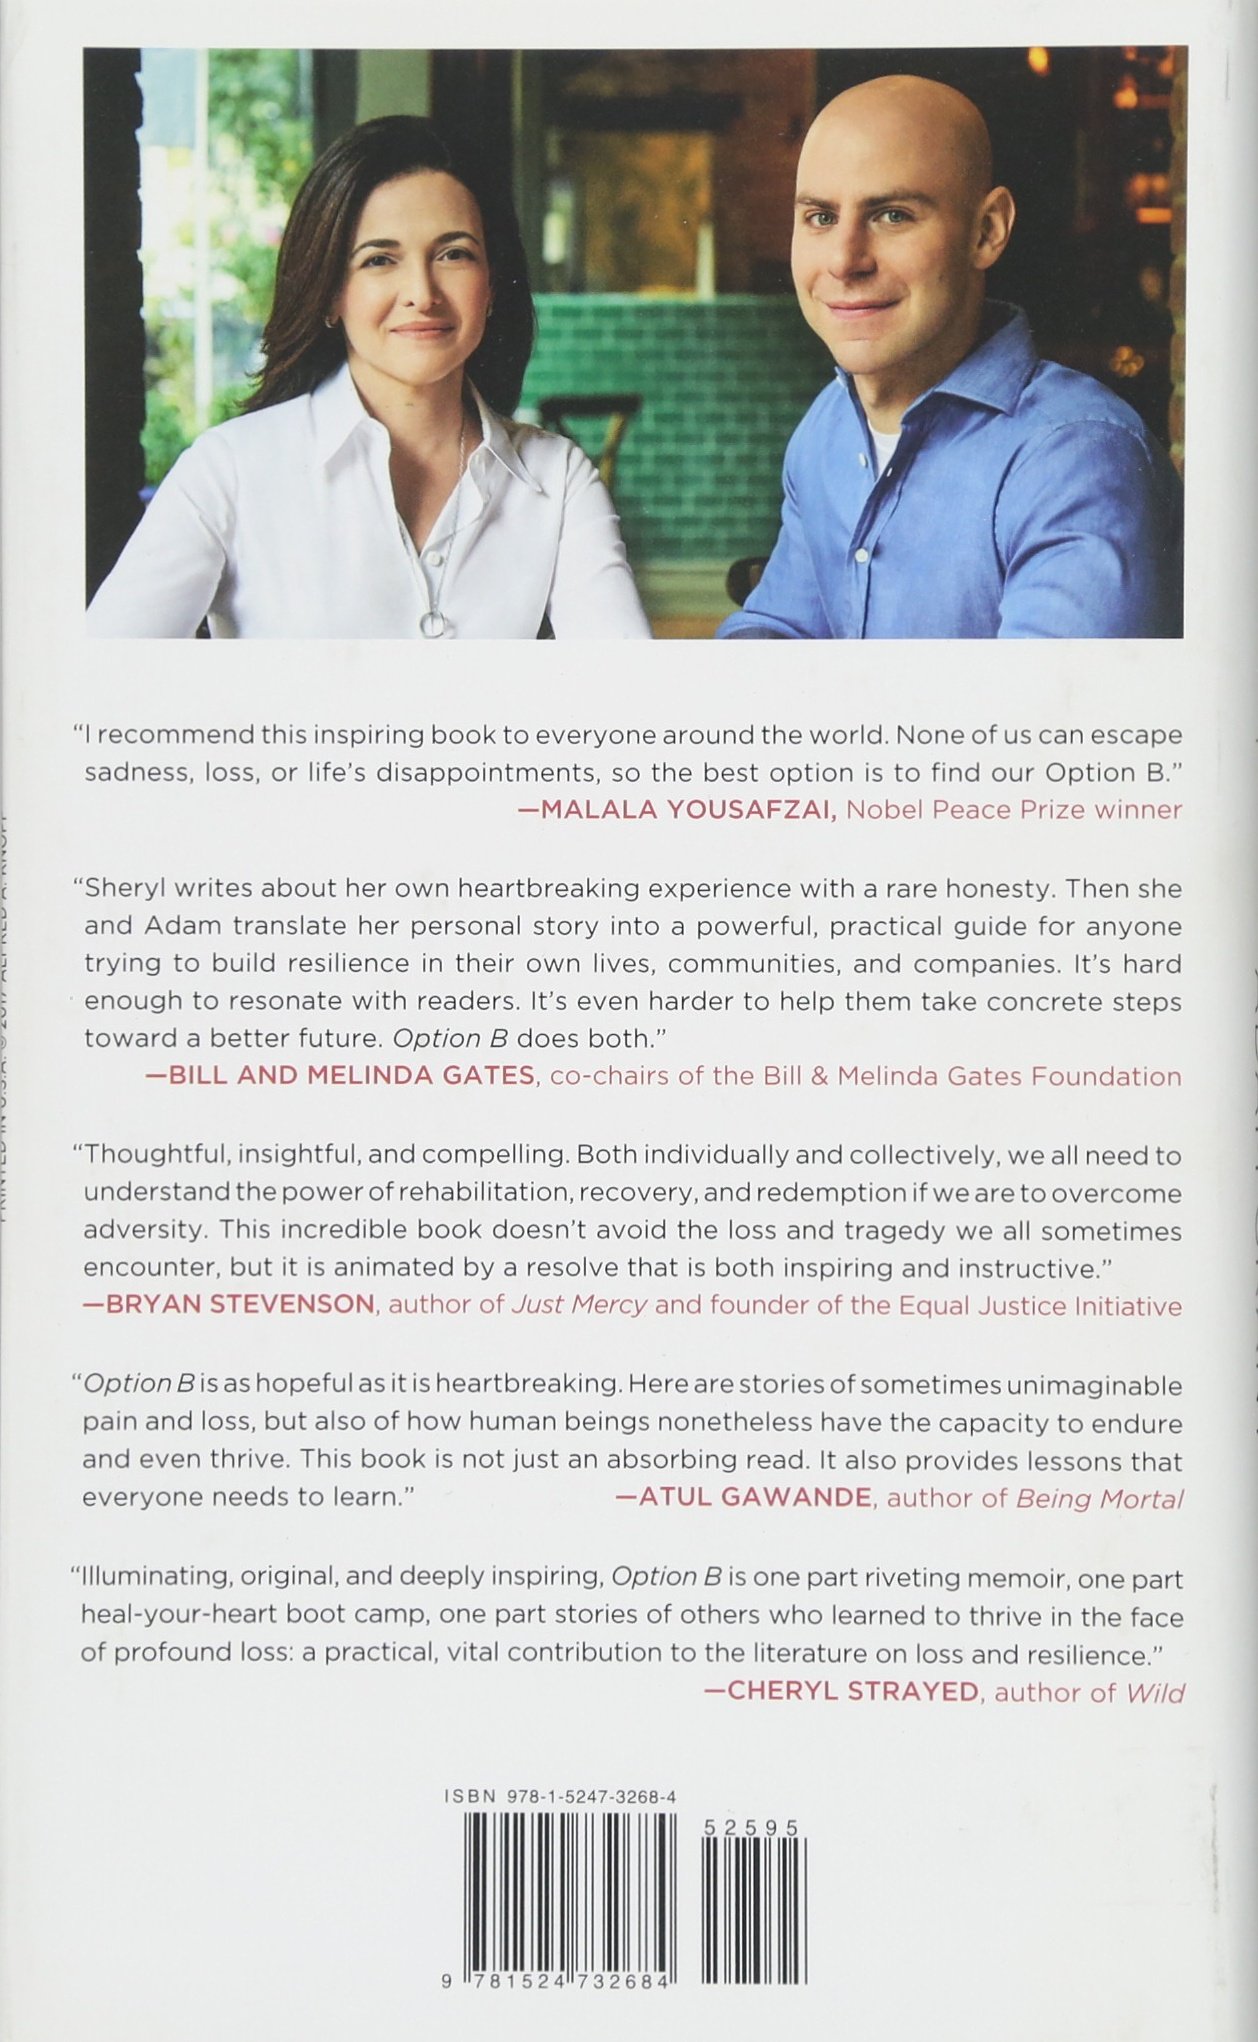 “I recommend this inspiring book to everyone around the world. None of us can escape
sadness, loss, or life’s disappointments, so the best option is to find our Option B.”
—MALALA YOUSAFZAI, Nobel Peace Prize winner
“Sheryl writes about her own heartbreaking experience with a rare honesty. Then she
and Adam translate her personal story into a powerful, practical guide for anyone
trying to build resilience in their own lives, communities, and companies. It’s hard
enough to resonate with readers. It’s even harder to help them take concrete steps
toward a better future. Option B does both.”
—BILL AND MELINDA GATES, co-chairs of the Bill & Melinda Gates Foundation
“Thoughtful, insightful, and compelling. Both individually and collectively, we all need to
understand the power of rehabilitation, recovery, and redemption if we are to overcome
adversity. This incredible book doesn’t avoid the loss and tragedy we all sometimes
encounter, but it is animated by a resolve that is both inspiring and instructive.”
—BRYAN STEVENSON, author of Just Mercy and founder of the Equal Justice Initiative
“Option B is as hopeful as it is heartbreaking. Here are stories of sometimes unimaginable
pain and loss, but also of how human beings nonetheless have the capacity to endure
and even thrive. This book is not just an absorbing read. It also provides lessons that
everyone needs to learn.” —ATUL GAWANDE, author of Being Mortal
“Illuminating, original, and deeply inspiring, Option B is one part riveting memoir, one part
heal-your-heart boot camp, one part stories of others who learned to thrive in the face
of profound loss: a practical, vital contribution to the literature on loss and resilience.”
—CHERYL STRAYED, author of Wild
ISBN 978-1-5247-3268-4
52595
9 781524 732684